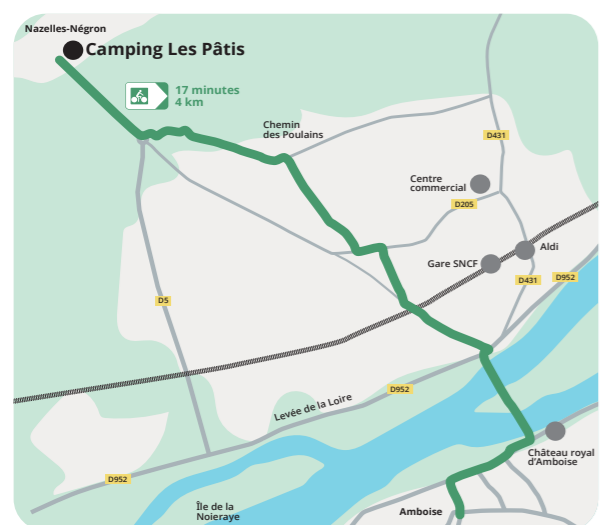 Nazelles-Négron
Camping Les Pâtis
17 minutes
4 km
Chemin
des Poulains
D431
Centre
commercial
D205
Aldi
Gare SNCF
D431
D952
D5
D952
Levée de la Loire
Château royal
d'Amboise
D952
Île de la
Noieraye
Amboise